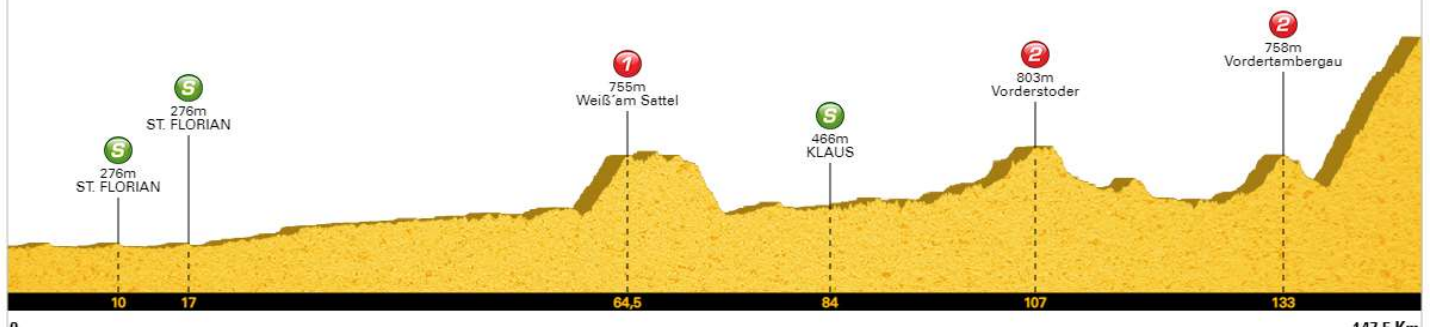 S
276m
ST. FLORIAN
S
276m
ST. FLORIAN
1
755m
Weiß´am Sattel
S
466m
KLAUS
2
803m
Vorderstoder
2
758m
Vordertambergau
10 17 64,5 84 107 133